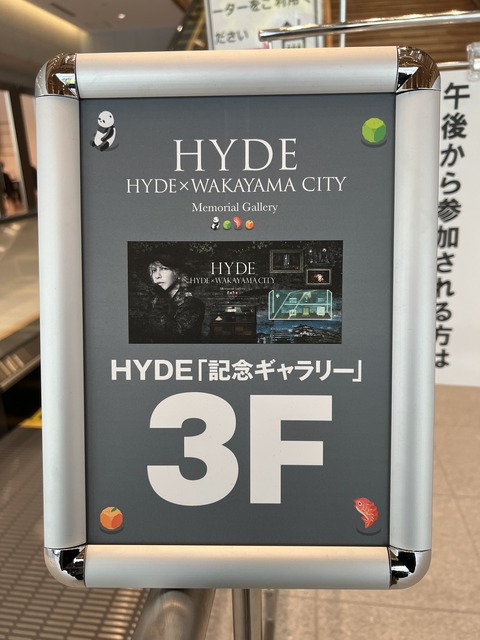 ーターをご利用く
ださい
HYDE
HYDE×WAKAYAMA CITY
Memorial Gallery
HYDE
HYDE×WAKAYAMA CITY
HYDE「記念ギャラリー」
3F
午後から参加される方は